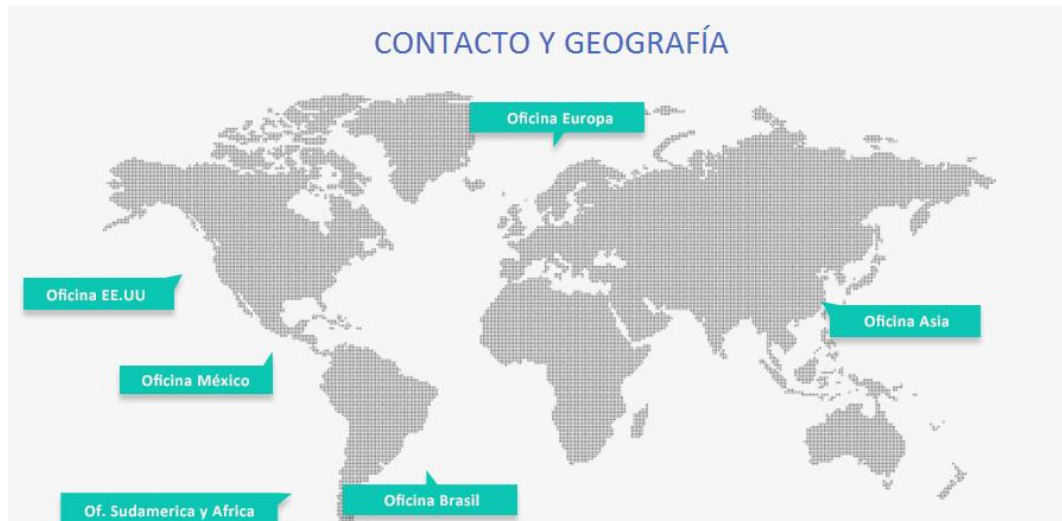 CONTACTO Y GEOGRAFÍA
Oficina Europa
Oficina EE.UU
Oficina Asia
Oficina México
Oficina Brasil
Of. Sudamerica y Africa